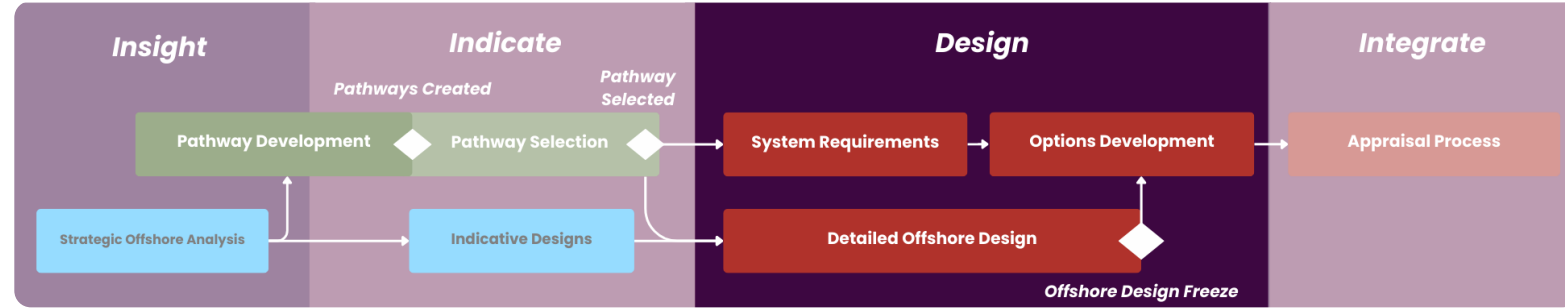 Insight
Indicate
Design
Integrate
Pathways Created
Pathway
Selected
Pathway Development
Pathway Selection
System Requirements
Options Development
Appraisal Process
Strategic Offshore Analysis
Indicative Designs
Detailed Offshore Design
Offshore Design Freeze